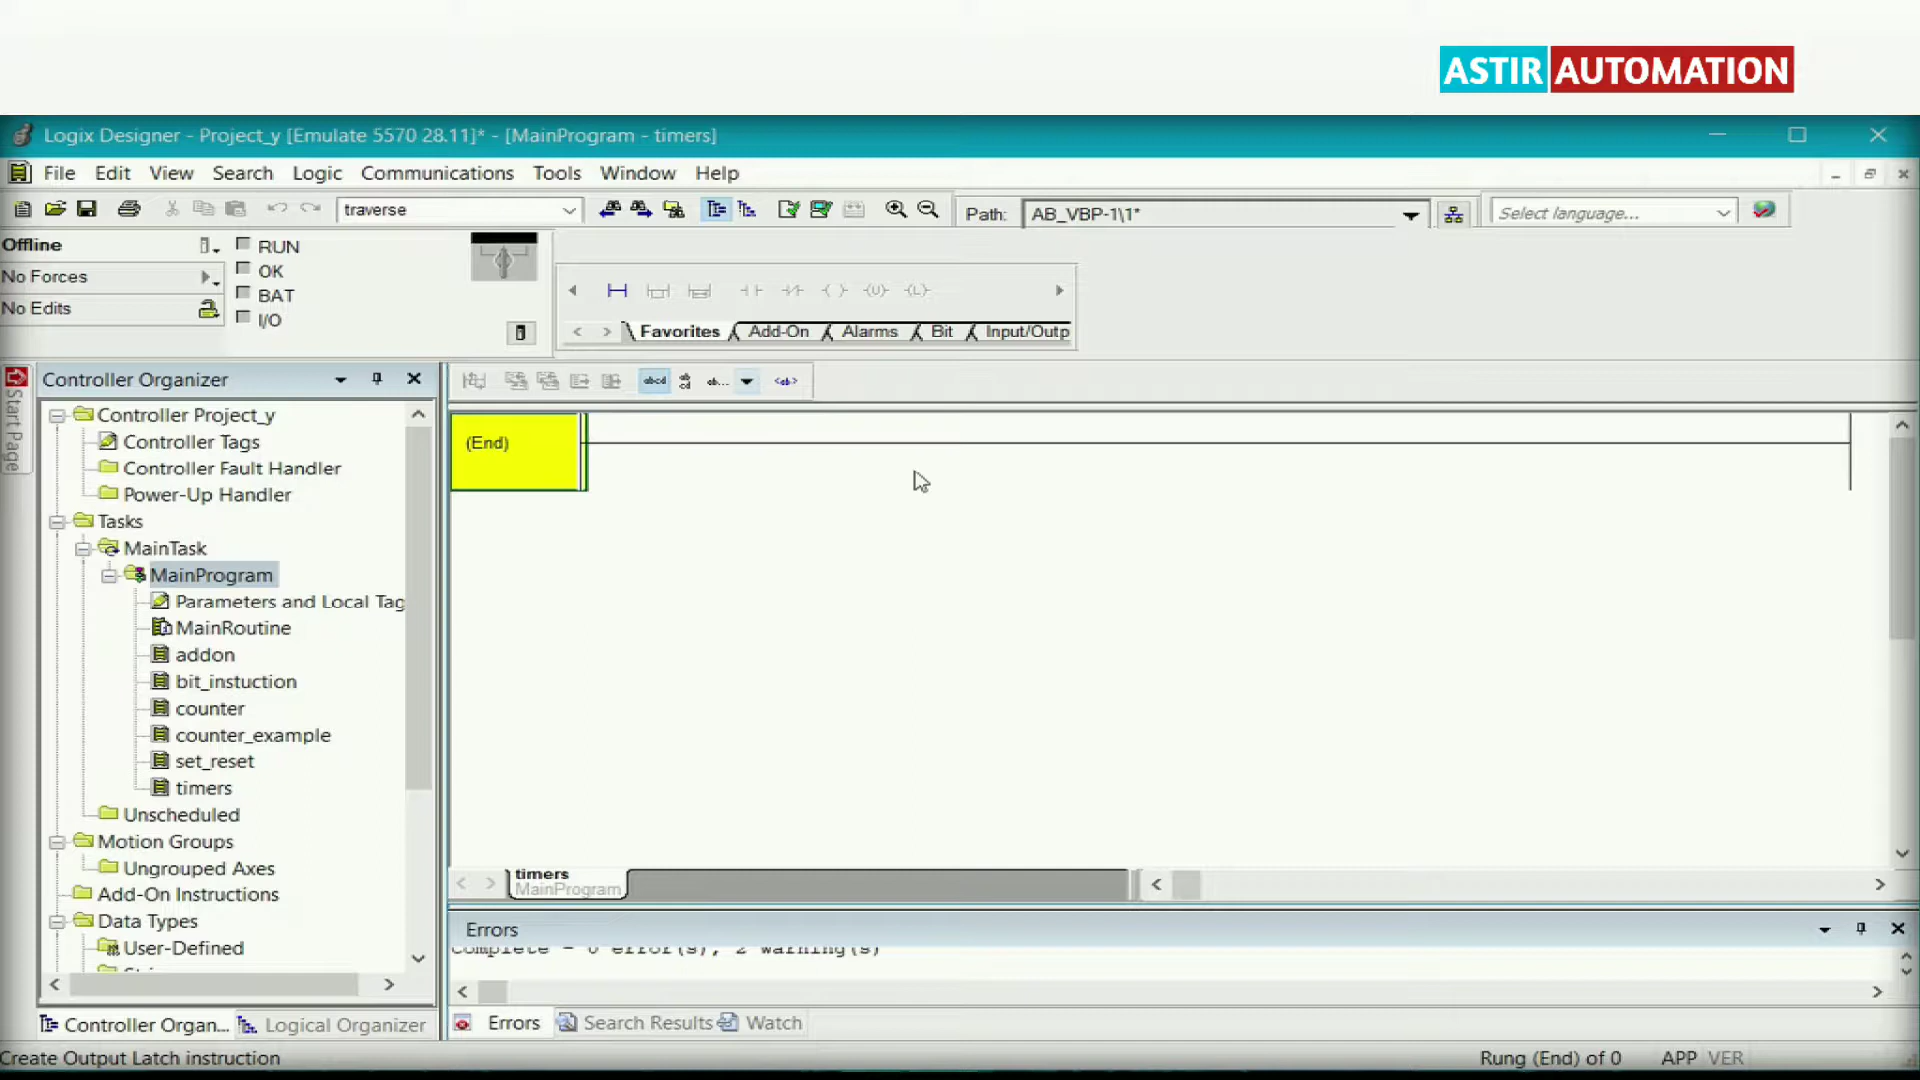 ASTIR AUTOMATION
Logix Designer - Project_y [Emulate 5570 28.11]* - [MainProgram - timers]
File Edit View Search Logic Communications Tools Window Help
traverse
Path: AB_VBP-1\1*
Select language...
Offline
RUN
No Forces
OK
BAT
No Edits
I/O
Favorites Add-On Alarms Bit Input/Outp
Start Page
Controller Organizer
Controller Project_y
Controller Tags
Controller Fault Handler
Power-Up Handler
Tasks
MainTask
MainProgram
Parameters and Local Tag
MainRoutine
addon
bit_instuction
counter
counter_example
set_reset
timers
Unscheduled
Motion Groups
Ungrouped Axes
Add-On Instructions
Data Types
User-Defined
(End)
timers
MainProgram
Errors
Complete - 0 error(s), 2 warning(s)
Controller Organ... Logical Organizer
Errors Search Results Watch
Create Output Latch instruction
Rung (End) of 0 APP VER